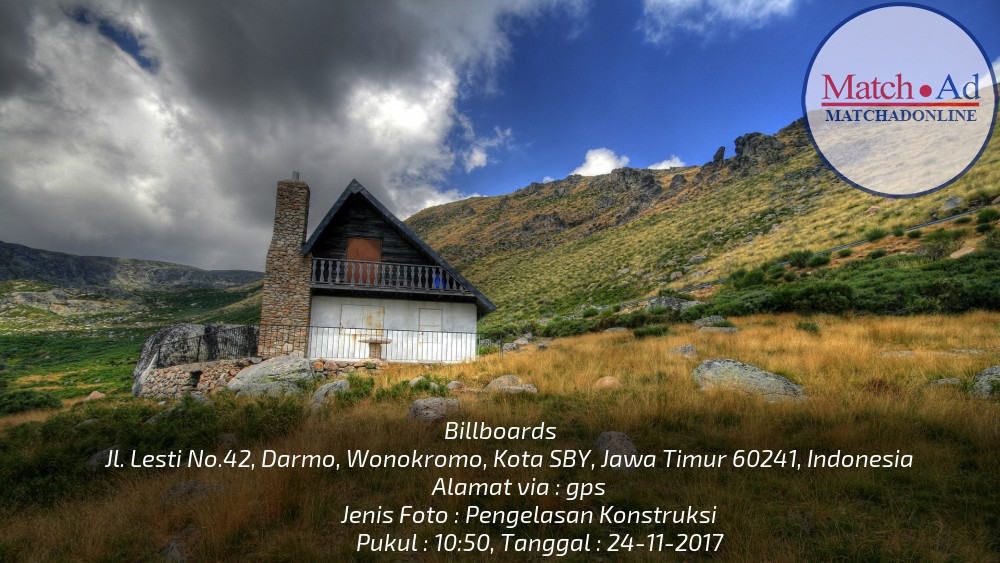 Match Ad
MATCHADONLINE
Billboards
Jl. Lesti No.42, Darmo, Wonokromo, Kota SBY, Jawa Timur 60241, Indonesia
Alamat via : gps
Jenis Foto : Pengelasan Konstruksi
Pukul : 10:50, Tanggal : 24-11-2017